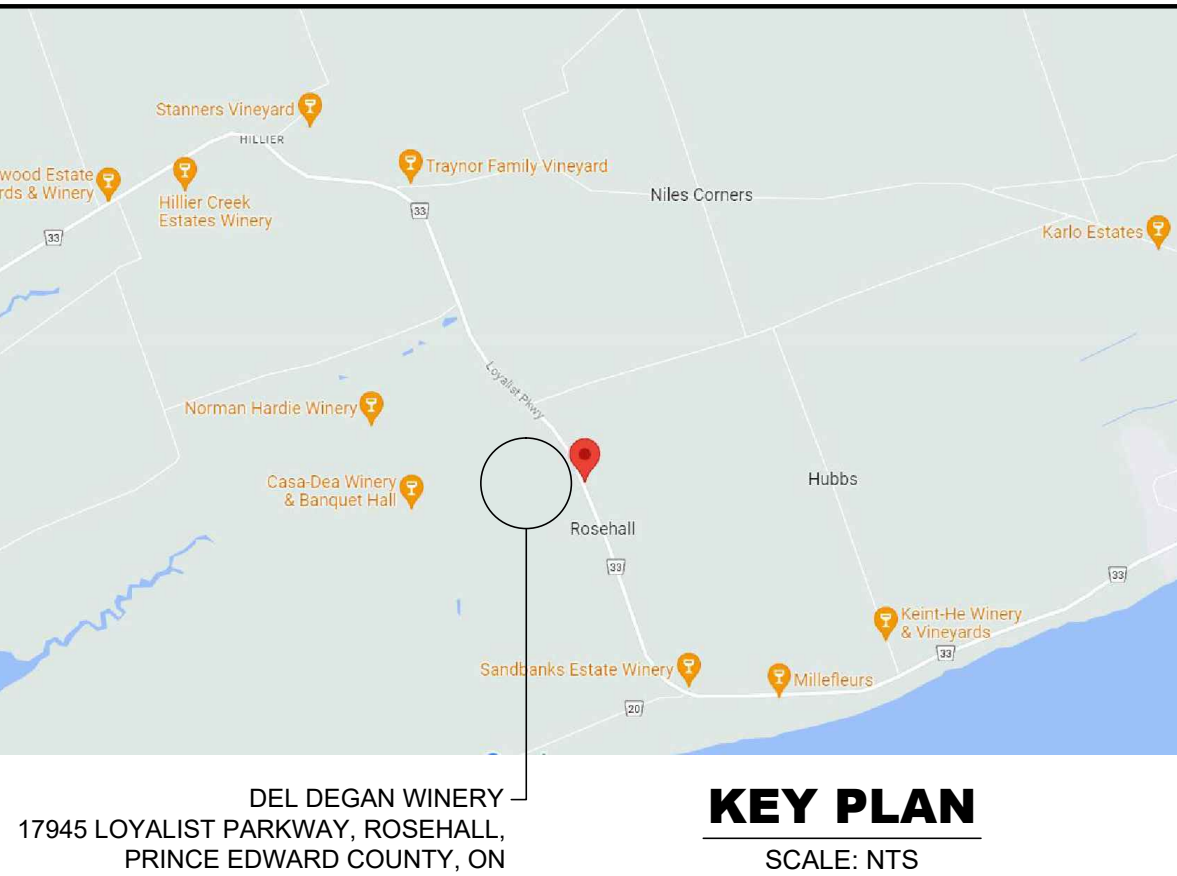 Stanners Vineyard
HILLIER
Traynor Family Vineyard
wood Estate
rds & Winery
Hillier Creek
Estates Winery
Niles Corners
33
33
Karlo Estates
Loyalist Pkwy
Norman Hardie Winery
Casa-Dea Winery
& Banquet Hall
Hubbs
Rosehall
33
33
Keint-He Winery
& Vineyards
33
Sandbanks Estate Winery
Millefleurs
20
DEL DEGAN WINERY
17945 LOYALIST PARKWAY, ROSEHALL,
PRINCE EDWARD COUNTY, ON
KEY PLAN
SCALE: NTS